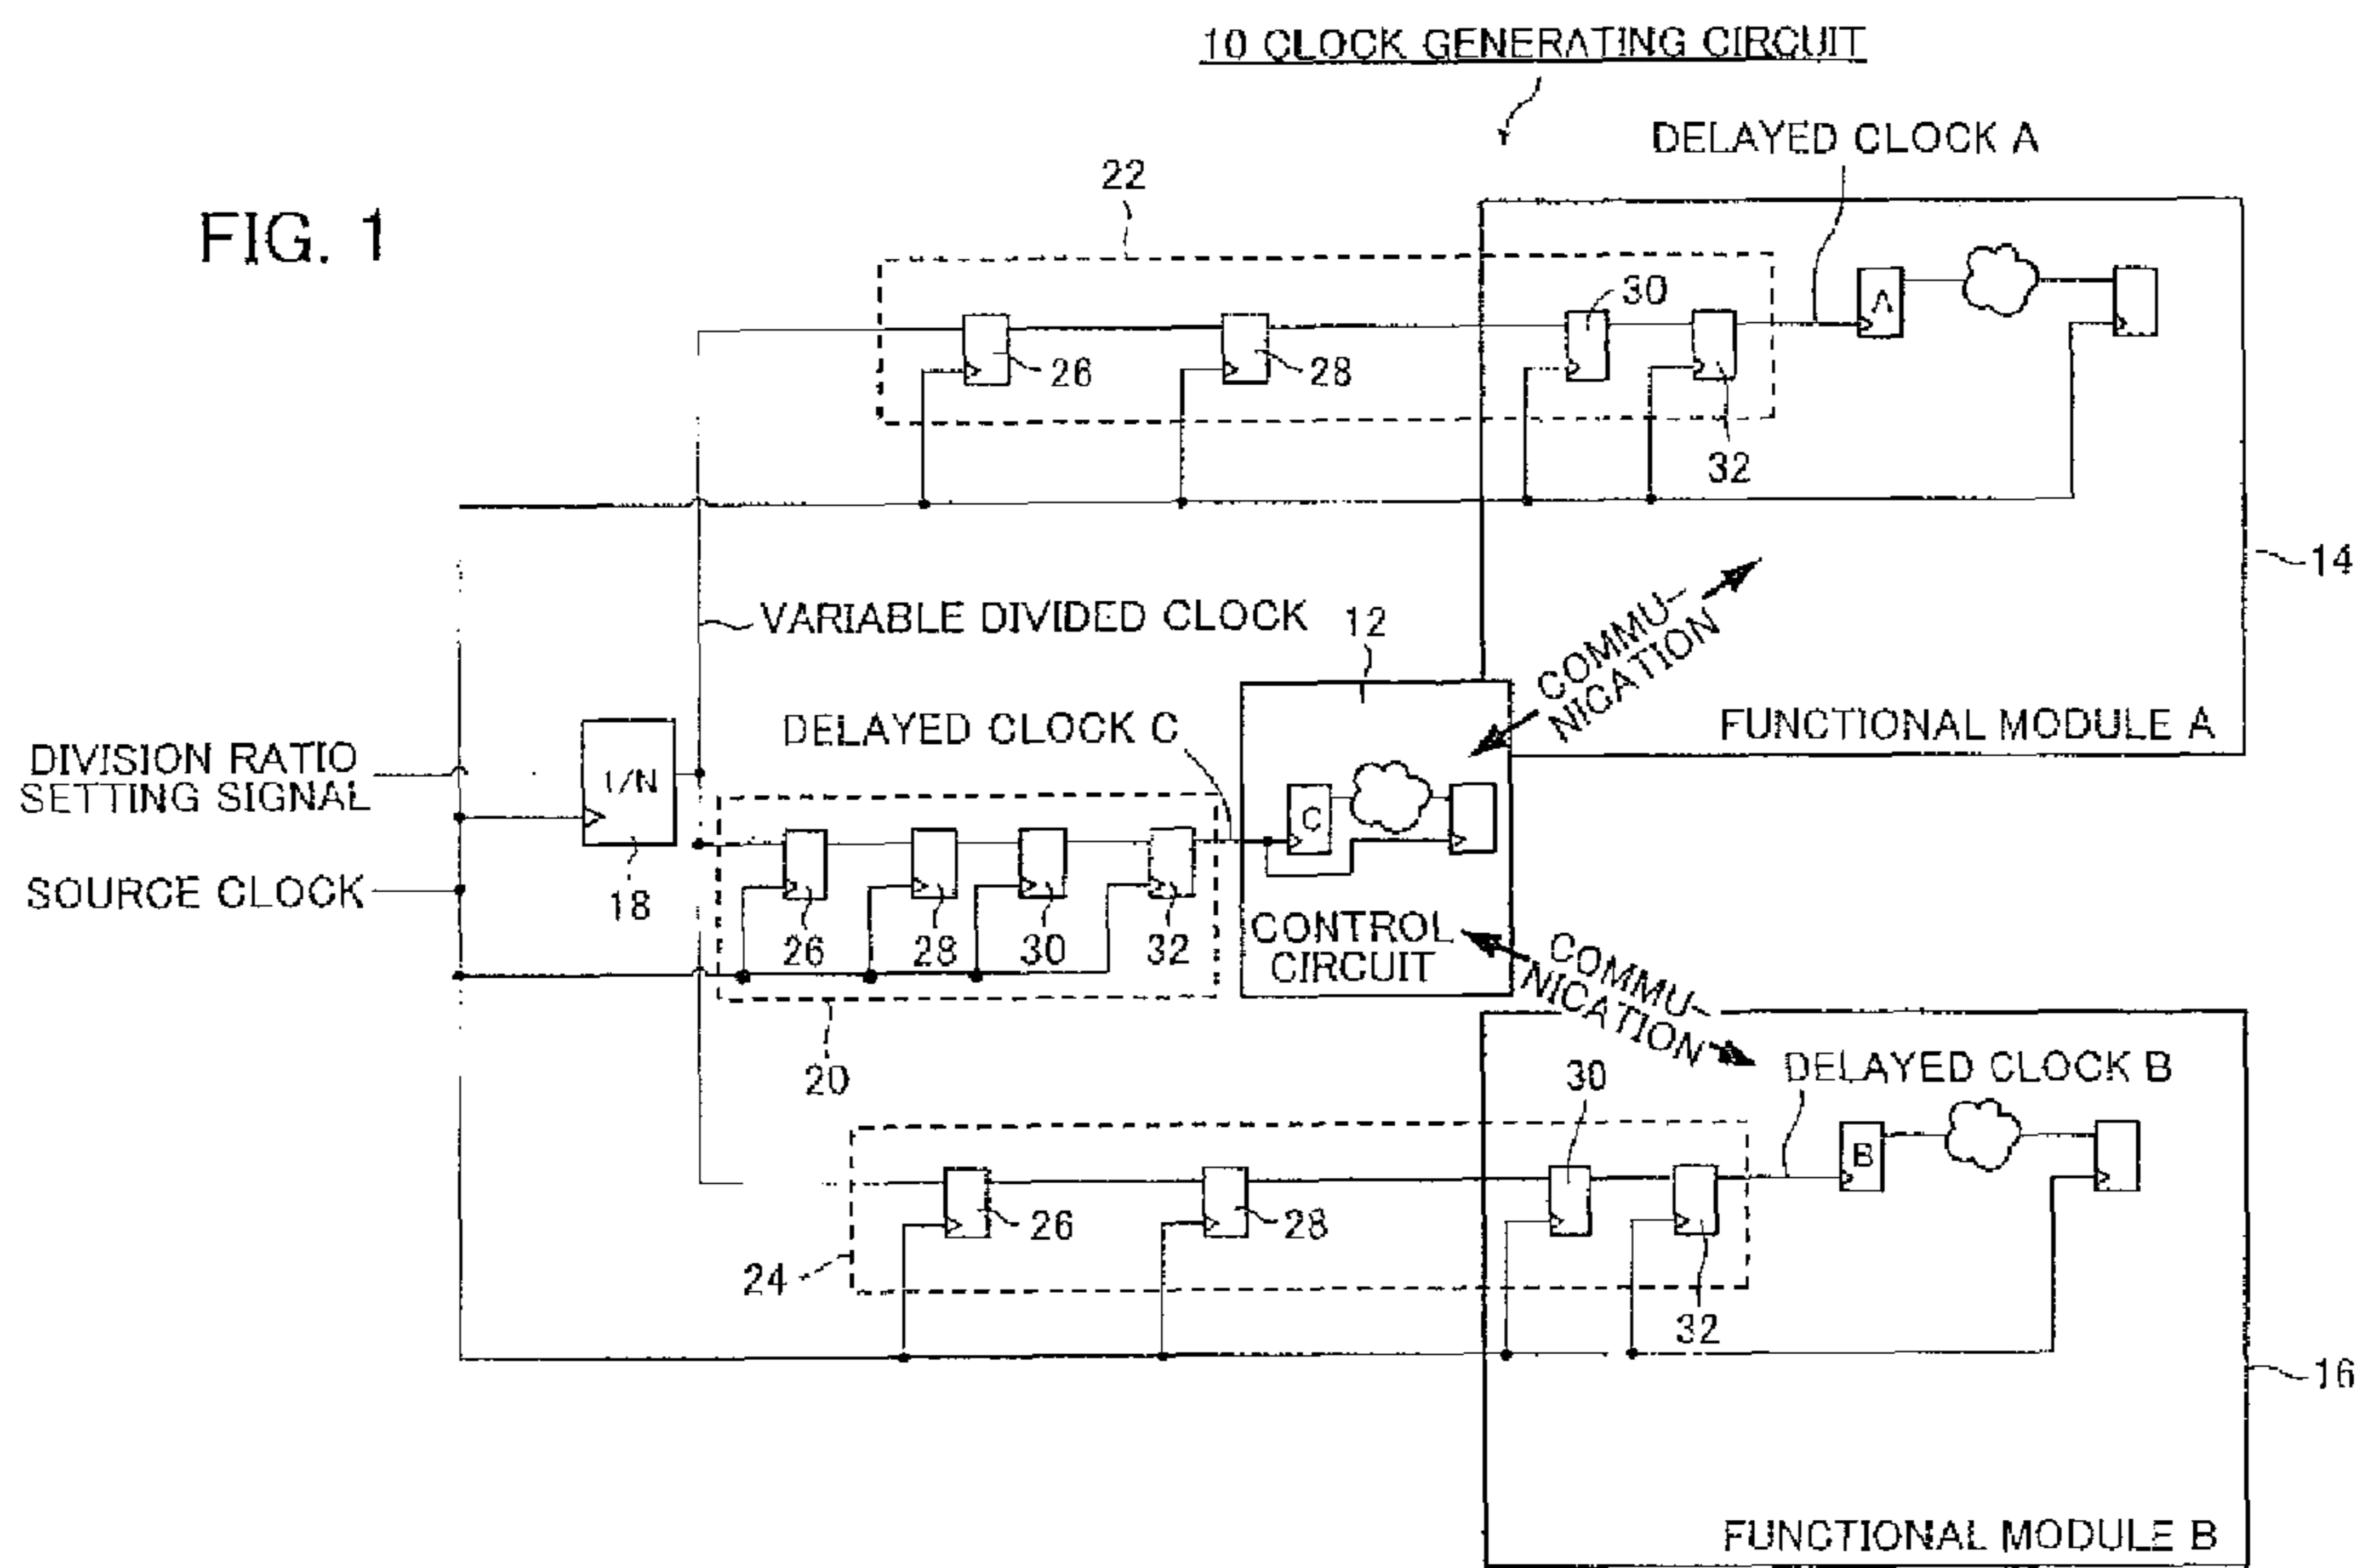 10 CLOCK GENERATING CIRCUIT
DELAYED CLOCK A
22
FIG. 1
30
A
26
28
32
14
VARIABLE DIVIDED CLOCK
12
COMMU-
NICATION
DELAYED CLOCK C
FUNCTIONAL MODULE A
DIVISION RATIO
SETTING SIGNAL
1/N
C
SOURCE CLOCK
18
26
28
30
32
CONTROL
CIRCUIT
COMMU-
NICATION
20
30
DELAYED CLOCK B
B
26
28
24
32
16
FUNCTIONAL MODULE B